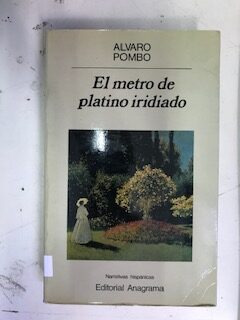 ALVARO
POMBO
El metro de
platino iridiado
Narrativas hispánicas
Editorial Anagrama